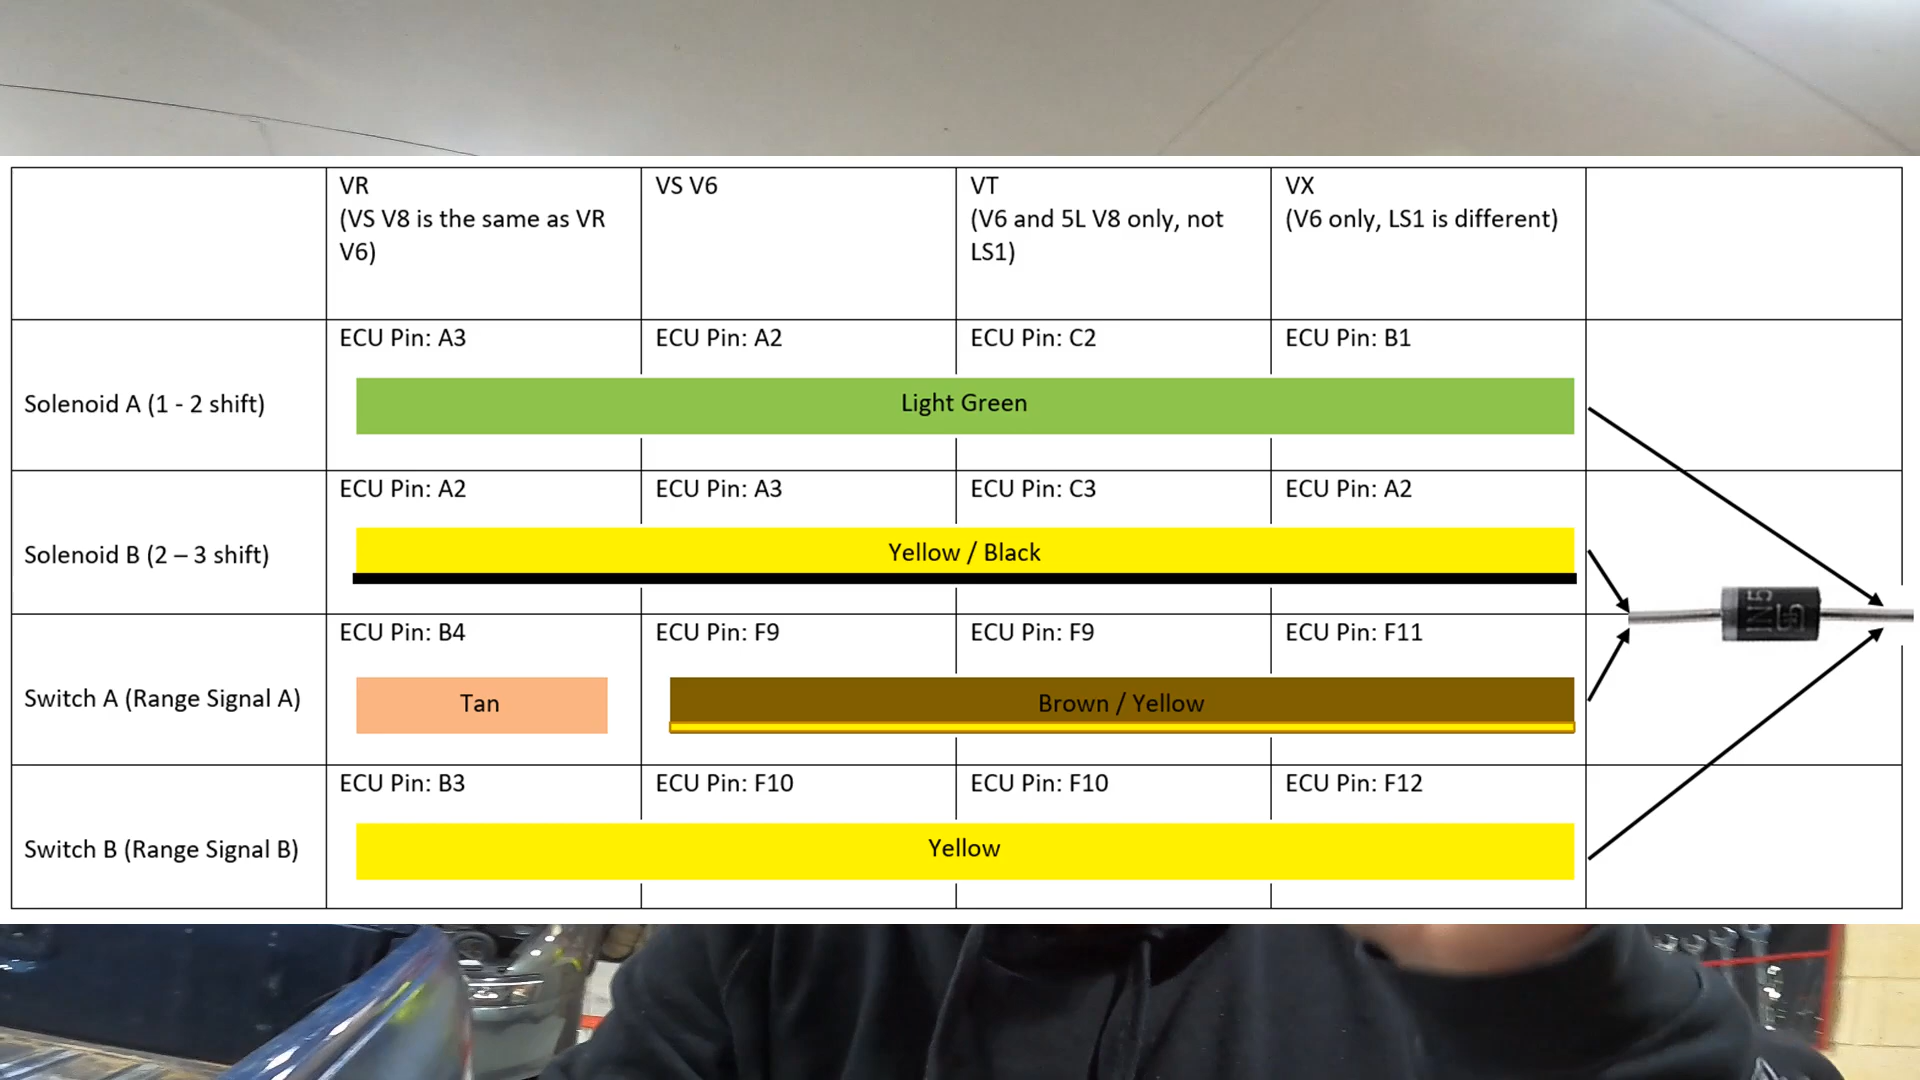 VR
(VS V8 is the same as VR
V6)
VS V6
VT
(V6 and 5L V8 only, not
LS1)
VX
(V6 only, LS1 is different)
Solenoid A (1 - 2 shift)
ECU Pin: A3
ECU Pin: A2
ECU Pin: C2
ECU Pin: B1
Light Green
Solenoid B (2 – 3 shift)
ECU Pin: A2
ECU Pin: A3
ECU Pin: C3
ECU Pin: A2
Yellow / Black
Switch A (Range Signal A)
ECU Pin: B4
ECU Pin: F9
ECU Pin: F9
ECU Pin: F11
Tan
Brown / Yellow
Switch B (Range Signal B)
ECU Pin: B3
ECU Pin: F10
ECU Pin: F10
ECU Pin: F12
Yellow
1N5